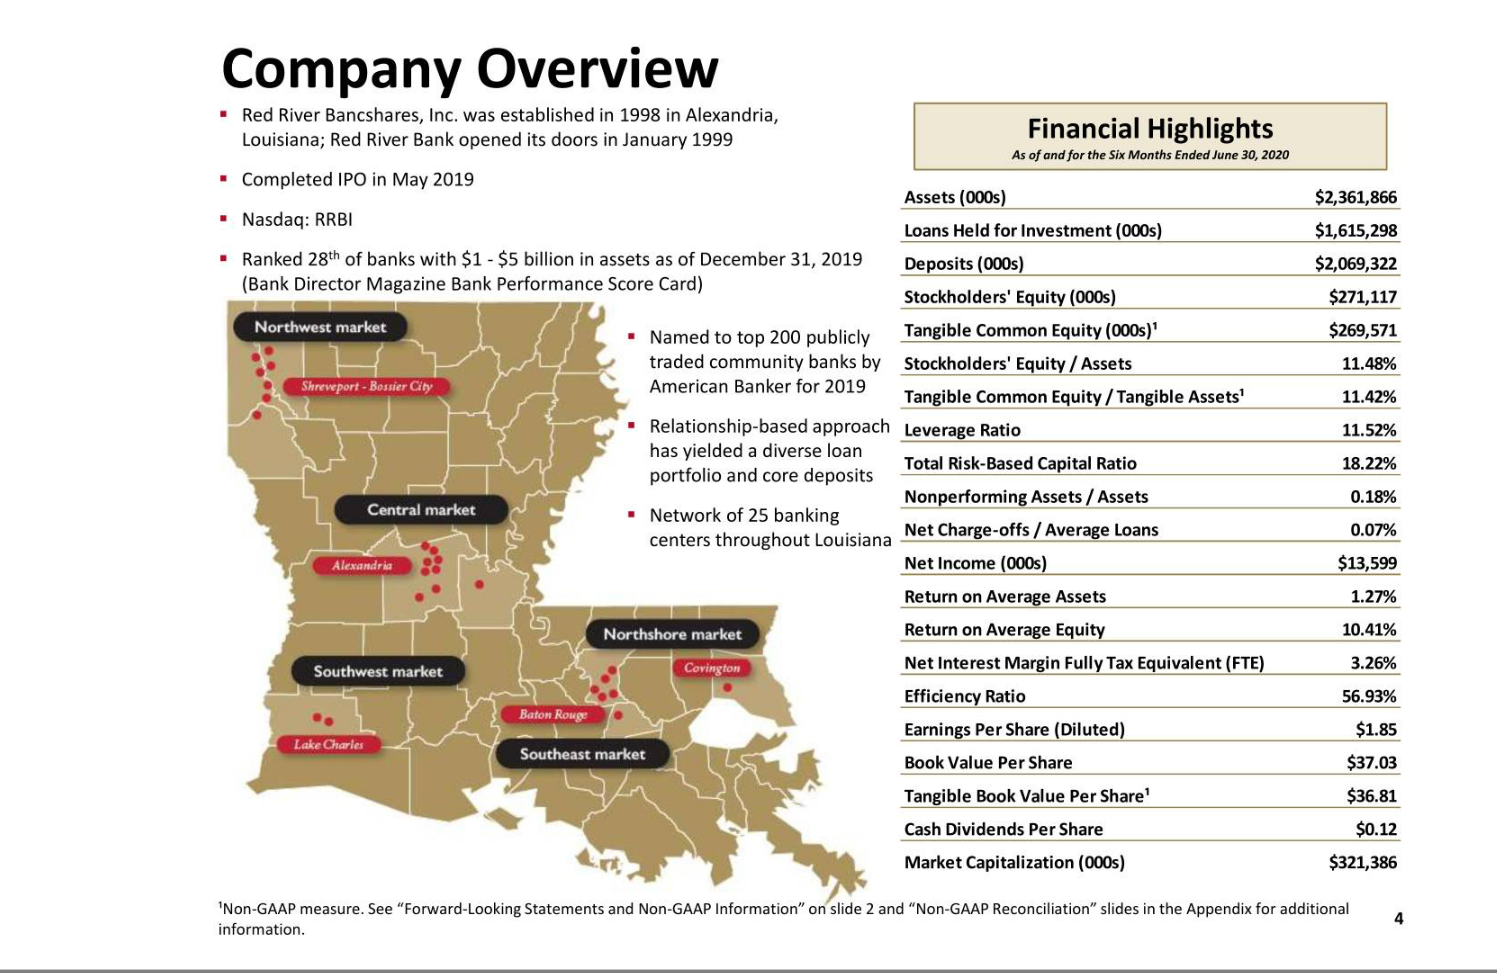 Company Overview
▪ Red River Bancshares, Inc. was established in 1998 in Alexandria,
Louisiana; Red River Bank opened its doors in January 1999
▪ Completed IPO in May 2019
▪ Nasdaq: RRBI
▪ Ranked 28th of banks with $1 - $5 billion in assets as of December 31, 2019
(Bank Director Magazine Bank Performance Score Card)
▪ Named to top 200 publicly
traded community banks by
American Banker for 2019
▪ Relationship-based approach
has yielded a diverse loan
portfolio and core deposits
▪ Network of 25 banking
centers throughout Louisiana
Northwest market
Shreveport - Bossier City
Central market
Alexandria
Northshore market
Covington
Southwest market
Baton Rouge
Lake Charles
Southeast market
Financial Highlights
As of and for the Six Months Ended June 30, 2020
Assets (000s) $2,361,866
Loans Held for Investment (000s) $1,615,298
Deposits (000s) $2,069,322
Stockholders' Equity (000s) $271,117
Tangible Common Equity (000s)¹ $269,571
Stockholders' Equity / Assets 11.48%
Tangible Common Equity / Tangible Assets¹ 11.42%
Leverage Ratio 11.52%
Total Risk-Based Capital Ratio 18.22%
Nonperforming Assets / Assets 0.18%
Net Charge-offs / Average Loans 0.07%
Net Income (000s) $13,599
Return on Average Assets 1.27%
Return on Average Equity 10.41%
Net Interest Margin Fully Tax Equivalent (FTE) 3.26%
Efficiency Ratio 56.93%
Earnings Per Share (Diluted) $1.85
Book Value Per Share $37.03
Tangible Book Value Per Share¹ $36.81
Cash Dividends Per Share $0.12
Market Capitalization (000s) $321,386
¹Non-GAAP measure. See “Forward-Looking Statements and Non-GAAP Information” on slide 2 and “Non-GAAP Reconciliation” slides in the Appendix for additional
information.
4